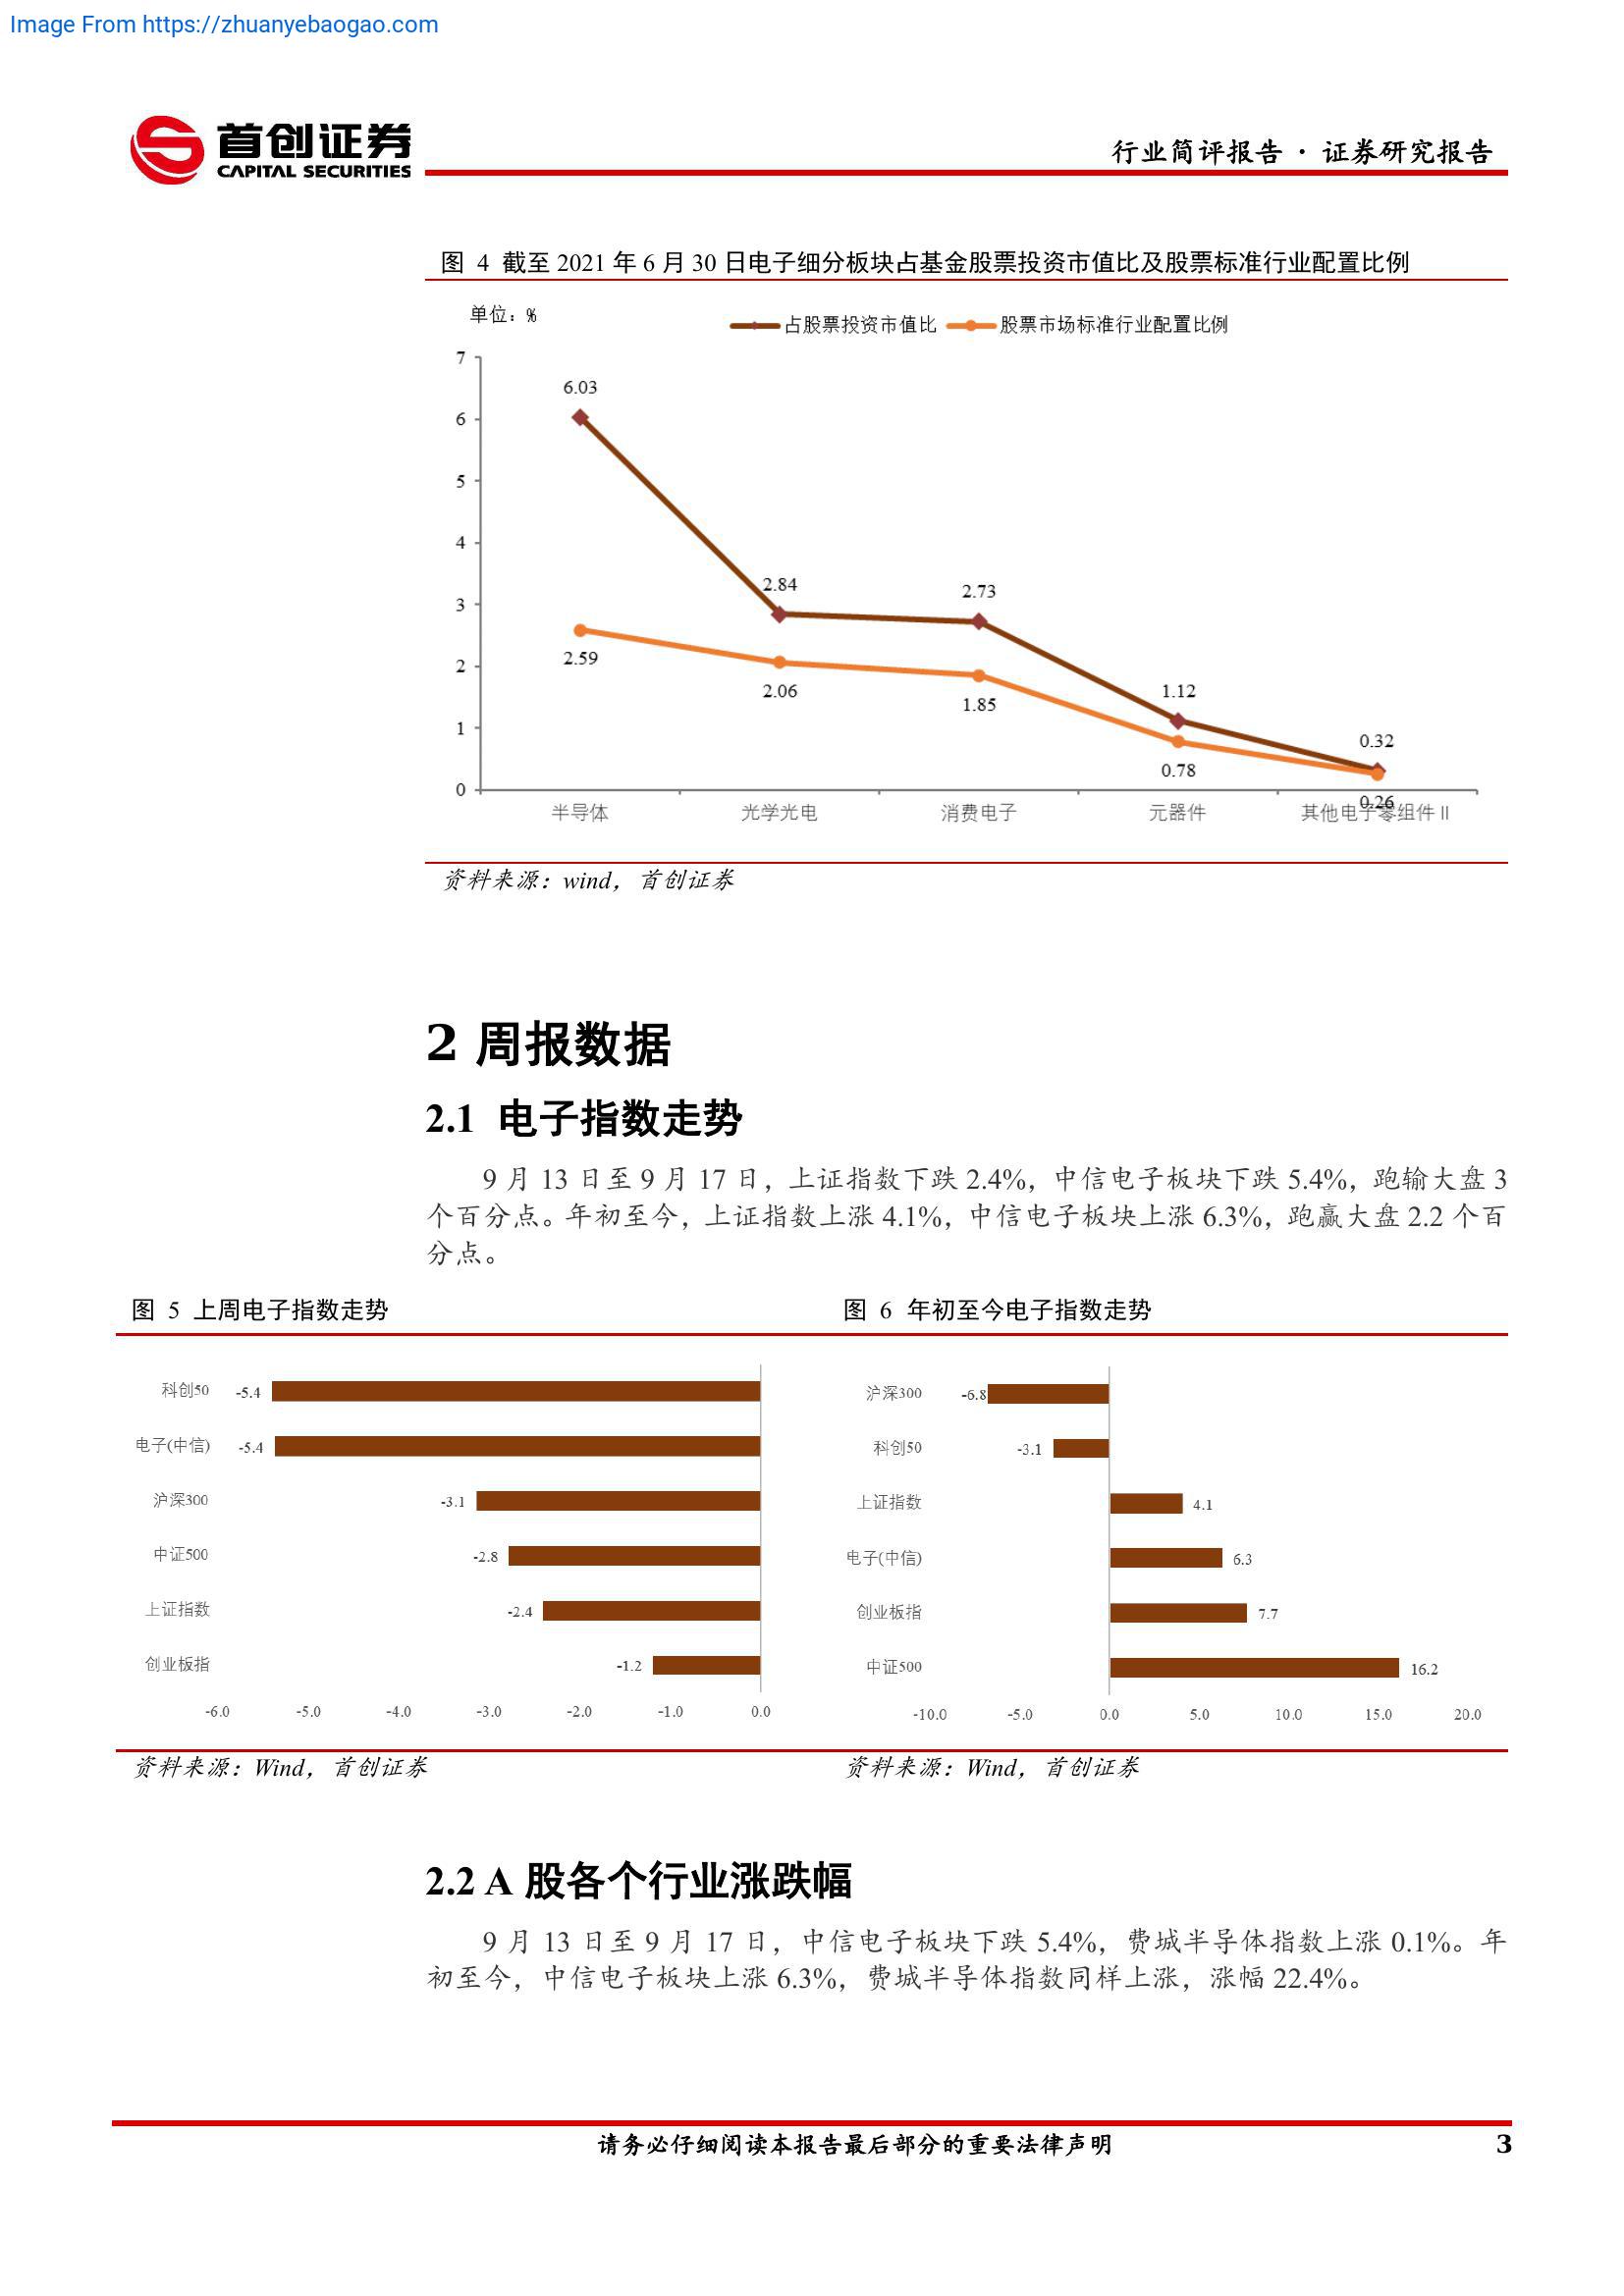 Image From https://zhuanyebaogao.com
首创证券
CAPITAL SECURITIES
行业简评报告 · 证券研究报告
图 4 截至 2021 年 6 月 30 日电子细分板块占基金股票投资市值比及股票标准行业配置比例
单位：%
占股票投资市值比 股票市场标准行业配置比例
7
6
5
4
3
2
1
0
6.03
2.84
2.73
1.12
0.32
2.59
2.06
1.85
0.78
0.26
半导体 光学光电 消费电子 元器件 其他电子零组件Ⅱ
资料来源：wind，首创证券
2 周报数据
2.1 电子指数走势
9 月 13 日至 9 月 17 日，上证指数下跌 2.4%，中信电子板块下跌 5.4%，跑输大盘 3
个百分点。年初至今，上证指数上涨 4.1%，中信电子板块上涨 6.3%，跑赢大盘 2.2 个百
分点。
图 5 上周电子指数走势
科创50 -5.4
电子(中信) -5.4
沪深300 -3.1
中证500 -2.8
上证指数 -2.4
创业板指 -1.2
-6.0 -5.0 -4.0 -3.0 -2.0 -1.0 0.0
资料来源：Wind，首创证券
图 6 年初至今电子指数走势
沪深300 -6.8
科创50 -3.1
上证指数 4.1
电子(中信) 6.3
创业板指 7.7
中证500 16.2
-10.0 -5.0 0.0 5.0 10.0 15.0 20.0
资料来源：Wind，首创证券
2.2 A 股各个行业涨跌幅
9 月 13 日至 9 月 17 日，中信电子板块下跌 5.4%，费城半导体指数上涨 0.1%。年
初至今，中信电子板块上涨 6.3%，费城半导体指数同样上涨，涨幅 22.4%。
请务必仔细阅读本报告最后部分的重要法律声明
3